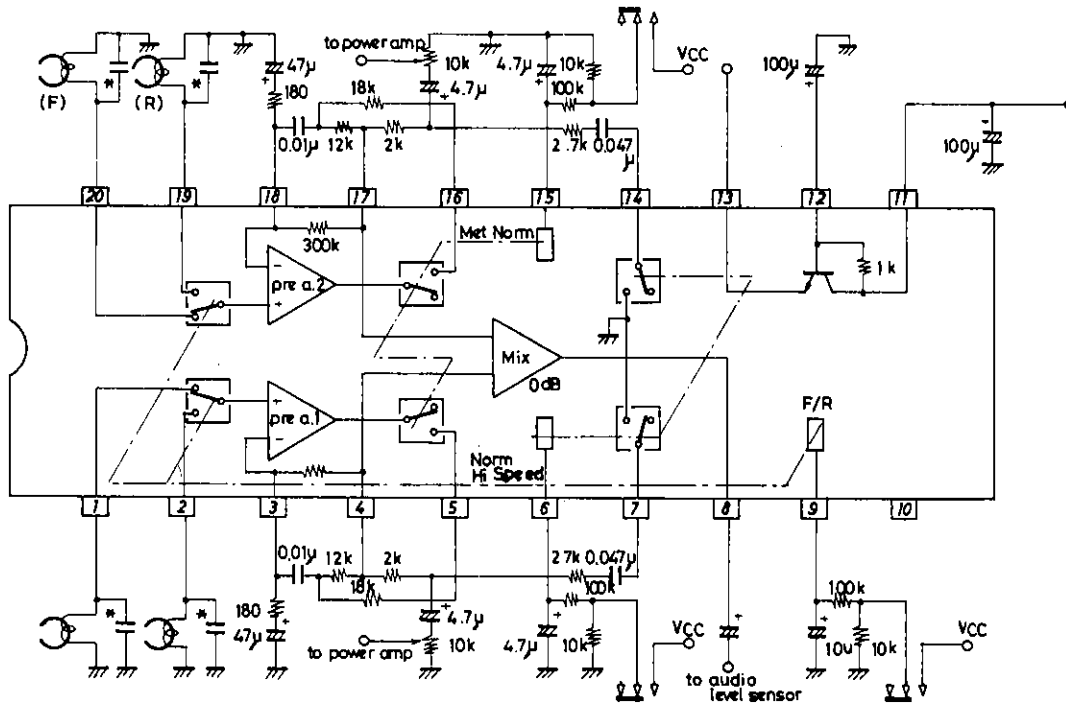 to power amp
VCC
(F)
*
(R)
*
47µ
+
180
10k
4.7µ
+
18k
4.7µ
+
10k
100k
100µ
+
100µ
0.01µ
12k
2k
2.7k
0.047µ
20
19
18
17
16
15
14
13
12
11
300k
Met Norm
1k
pre a.2
−
+
Mix
0dB
pre a.1
+
−
F/R
Norm
Hi Speed
1
2
3
4
5
6
7
8
9
10
0.01µ
12k
2k
27k
0.047µ
18k
100k
100k
*
*
180
47µ
+
4.7µ
+
10k
to power amp
4.7µ
+
10k
VCC
+
to audio
level sensor
+
10u
10k
VCC